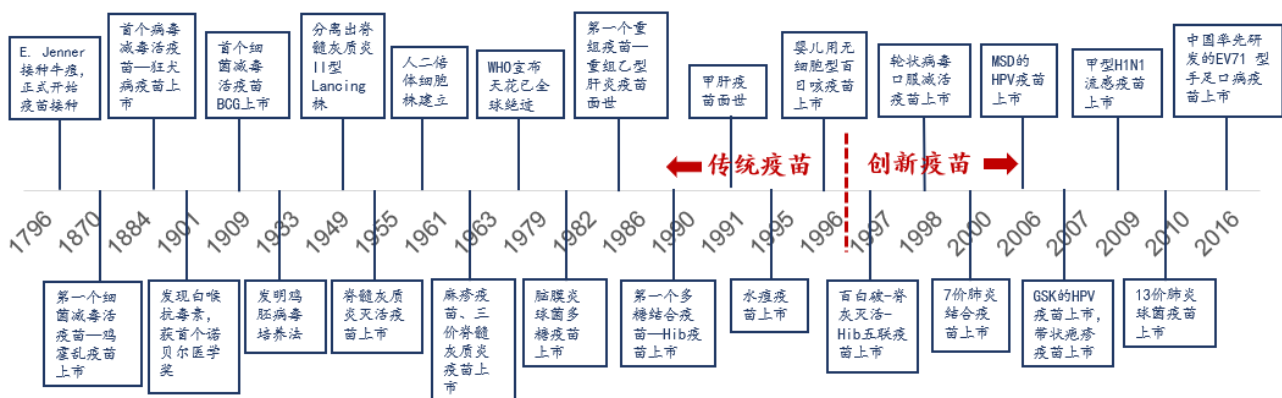 E. Jenner
接种牛痘，
正式开始
疫苗接种
首个病毒
减毒活疫
苗—狂犬
病疫苗上
市
首个细
菌减毒
活疫苗
BCG上市
分离出脊
髓灰质炎
II型
Lancing
株
人二倍
体细胞
株建立
WHO宣布
天花已全
球绝迹
第一个重
组疫苗—
重组乙型
肝炎疫苗
面世
甲肝疫
苗面世
婴儿用无
细胞型百
日咳疫苗
上市
轮状病毒
口服减活
疫苗上市
MSD的
HPV疫苗
上市
甲型H1N1
流感疫苗
上市
中国率先研
发的EV71 型
手足口病疫
苗上市
传统疫苗
创新疫苗
1796
1870
1884
1901
1909
1933
1949
1955
1961
1963
1979
1982
1986
1990
1991
1995
1996
1997
1998
2000
2006
2007
2009
2010
2016
第一个细
菌减毒活
疫苗—鸡
霍乱疫苗
上市
发现白喉
抗毒素，
获首个诺
贝尔医学
奖
发明鸡
胚病毒
培养法
脊髓灰质
炎灭活疫
苗上市
麻疹疫
苗、三
价脊髓
灰质炎
疫苗上
市
脑膜炎
球菌多
糖疫苗
上市
第一个多
糖结合疫
苗—Hib疫
苗上市
水痘疫
苗上市
百白破-脊
灰灭活-
Hib五联疫
苗上市
7价肺炎
结合疫
苗上市
GSK的HPV
疫苗上市，
带状疱疹
疫苗上市
13价肺炎
球菌疫苗
上市